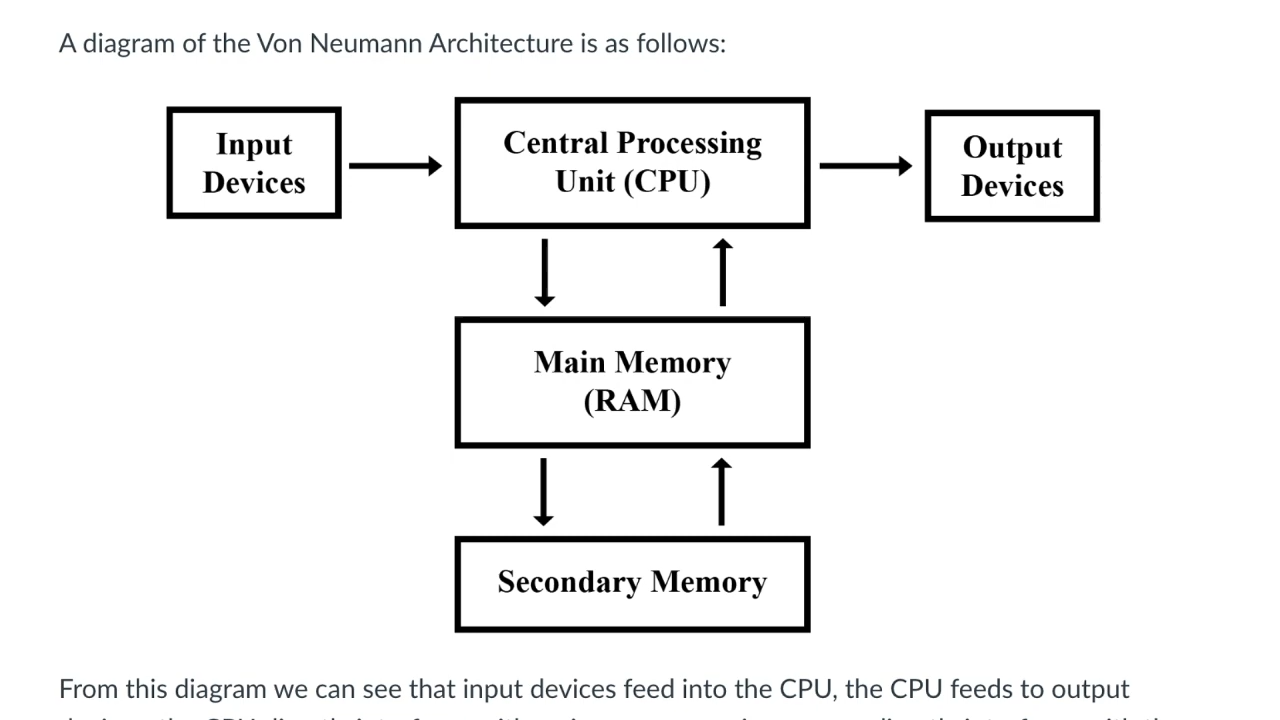 A diagram of the Von Neumann Architecture is as follows:
Input
Devices
Central Processing
Unit (CPU)
Output
Devices
Main Memory
(RAM)
Secondary Memory
From this diagram we can see that input devices feed into the CPU, the CPU feeds to output